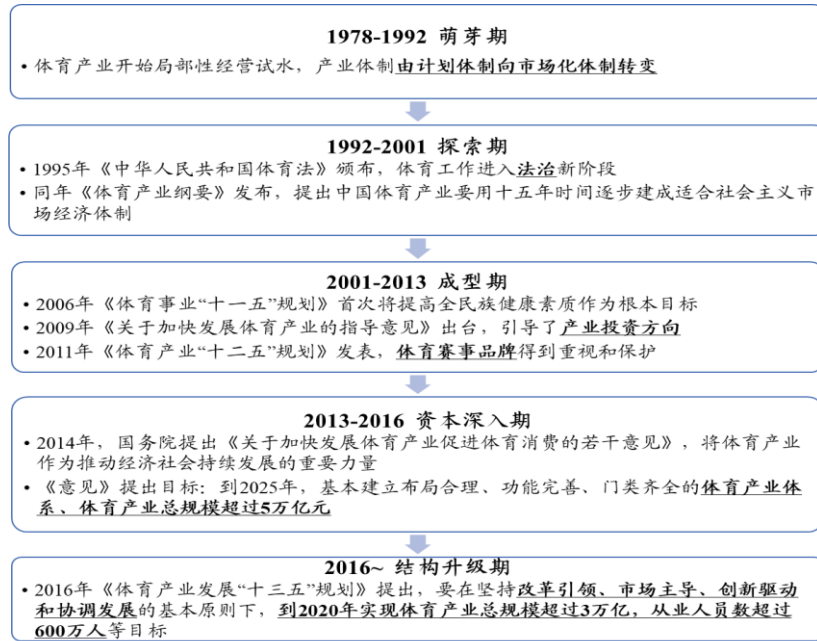 1978-1992 萌芽期
• 体育产业开始局部性经营试水，产业体制由计划体制向市场化体制转变
1992-2001 探索期
• 1995年《中华人民共和国体育法》颁布，体育工作进入法治新阶段
• 同年《体育产业纲要》发布，提出中国体育产业要用十五年时间逐步建成适合社会主义市
场经济体制
2001-2013 成型期
• 2006年《体育事业“十一五”规划》首次将提高全民族健康素质作为根本目标
• 2009年《关于加快发展体育产业的指导意见》出台，引导了产业投资方向
• 2011年《体育产业“十二五”规划》发表，体育赛事品牌得到重视和保护
2013-2016 资本深入期
• 2014年，国务院提出《关于加快发展体育产业促进体育消费的若干意见》，将体育产业
作为推动经济社会持续发展的重要力量
• 《意见》提出目标：到2025年，基本建立布局合理、功能完善、门类齐全的体育产业体
系、体育产业总规模超过5万亿元
2016~ 结构升级期
• 2016年《体育产业发展“十三五”规划》提出，要在坚持改革引领、市场主导、创新驱动
和协调发展的基本原则下，到2020年实现体育产业总规模超过3万亿，从业人员数超过
600万人等目标